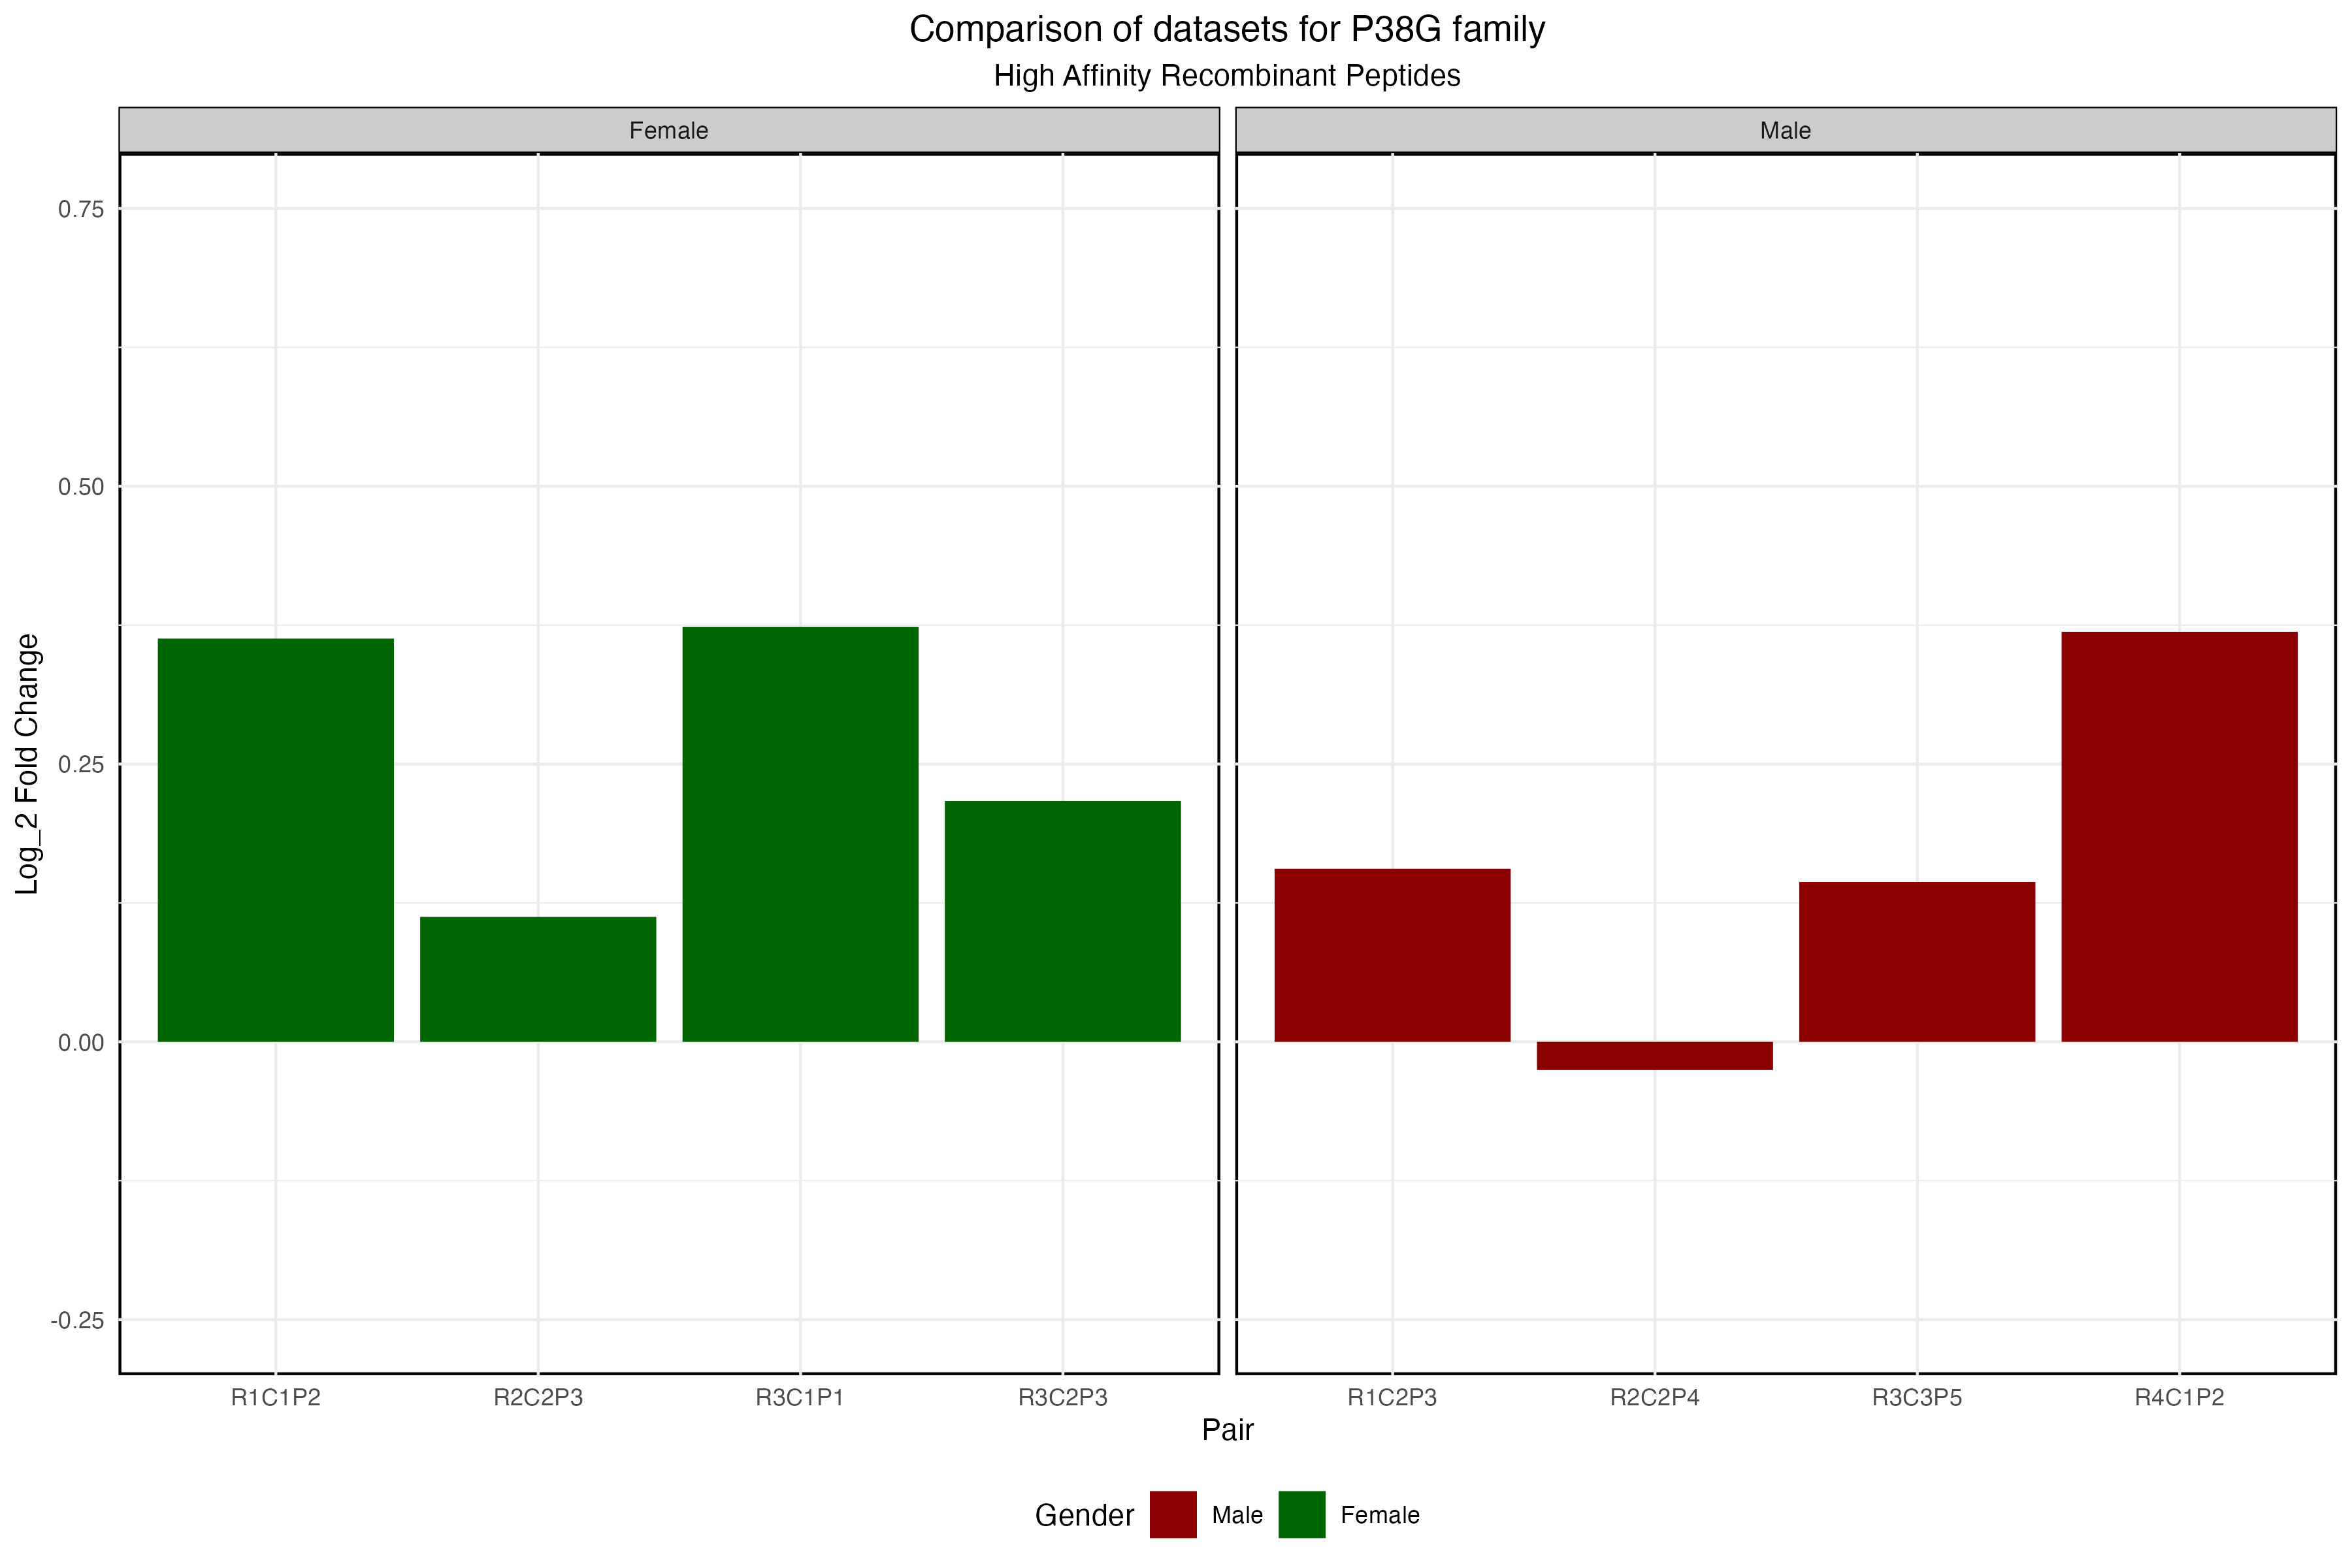 Comparison of datasets for P38G family
High Affinity Recombinant Peptides
Female Male
0.75
0.50
0.25
0.00
-0.25
Log_2 Fold Change
R1C1P2 R2C2P3 R3C1P1 R3C2P3 R1C2P3 R2C2P4 R3C3P5 R4C1P2
Pair
Gender Male Female